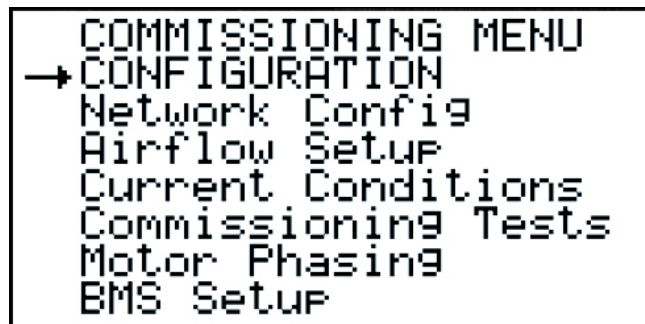 COMMISSIONING MENU
→CONFIGURATION
Network Config
Airflow Setup
Current Conditions
Commissioning Tests
Motor Phasing
BMS Setup